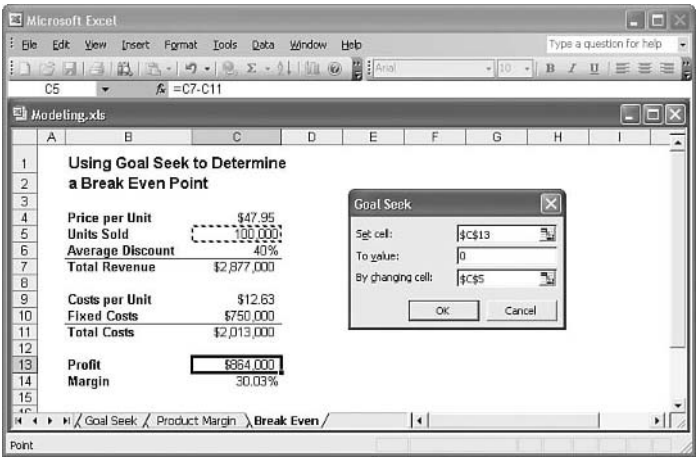 Microsoft Excel
File Edit View Insert Format Tools Data Window Help Type a question for help
Arial 10 B I U
C5 fx =C7-C11
Modeling.xls
A B C D E F G H I
1 Using Goal Seek to Determine
2 a Break Even Point
3
4 Price per Unit $47.95
5 Units Sold 100,000
6 Average Discount 40%
7 Total Revenue $2,877,000
8
9 Costs per Unit $12.63
10 Fixed Costs $750,000
11 Total Costs $2,013,000
12
13 Profit $864,000
14 Margin 30.03%
15
16
Goal Seek
Set cell: $C$13
To value: 0
By changing cell: $C$5
OK Cancel
Goal Seek Product Margin Break Even
Point